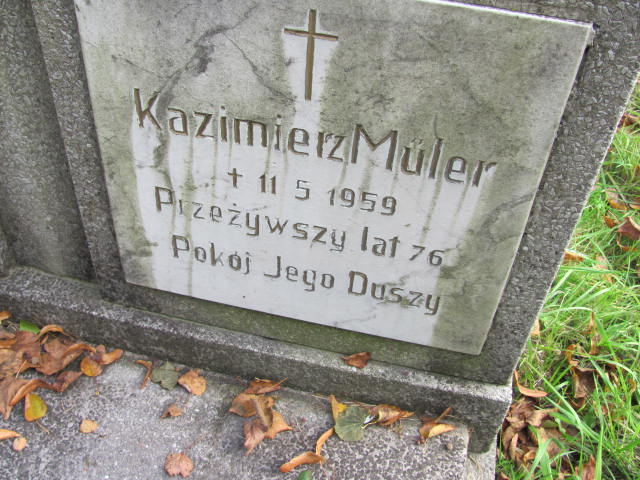 Kazimierz Müler
† 11 5 1959
Przeżywszy lat 76
Pokój Jego Duszy